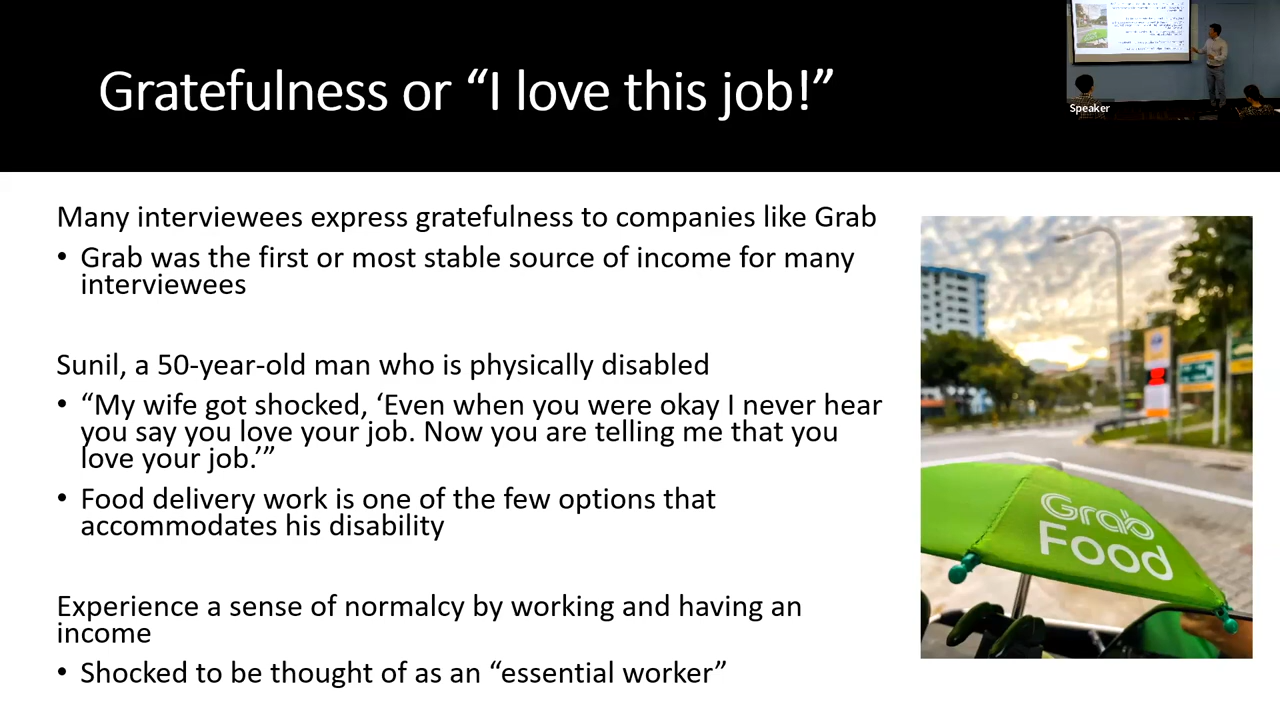 Gratefulness or “I love this job!”
Speaker
Many interviewees express gratefulness to companies like Grab
• Grab was the first or most stable source of income for many
interviewees
Sunil, a 50-year-old man who is physically disabled
• “My wife got shocked, ‘Even when you were okay I never hear
you say you love your job. Now you are telling me that you
love your job.’”
• Food delivery work is one of the few options that
accommodates his disability
Experience a sense of normalcy by working and having an
income
• Shocked to be thought of as an “essential worker”
Grab
Food